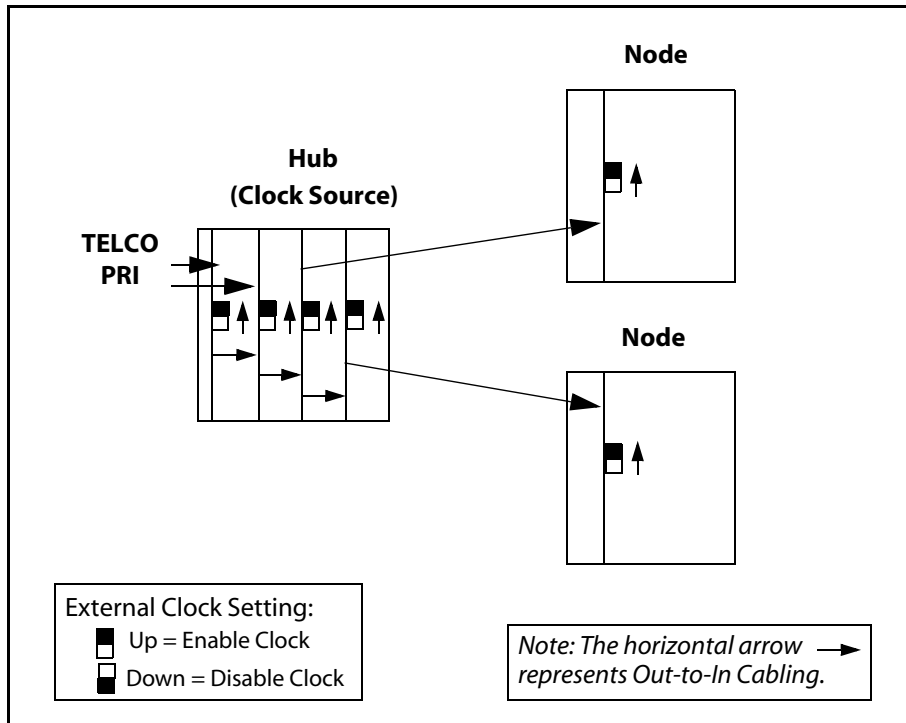 Node
Hub
(Clock Source)
TELCO
PRI
Node
External Clock Setting:
Up = Enable Clock
Down = Disable Clock
Note: The horizontal arrow
represents Out-to-In Cabling.